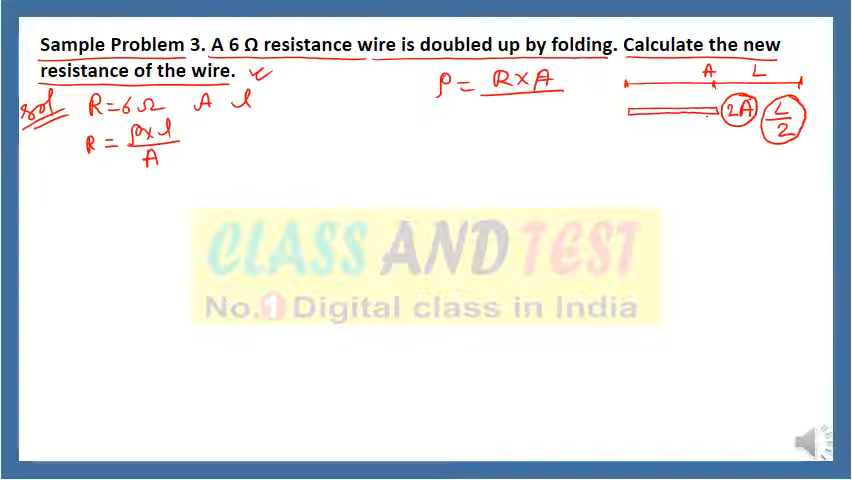 Sample Problem 3. A 6 Ω resistance wire is doubled up by folding. Calculate the new
resistance of the wire.
ρ = R×A
A L
2A L/2
Sol R=6Ω A l
R = ρ×l/A
CLASS AND TEST
No.1 Digital class in India